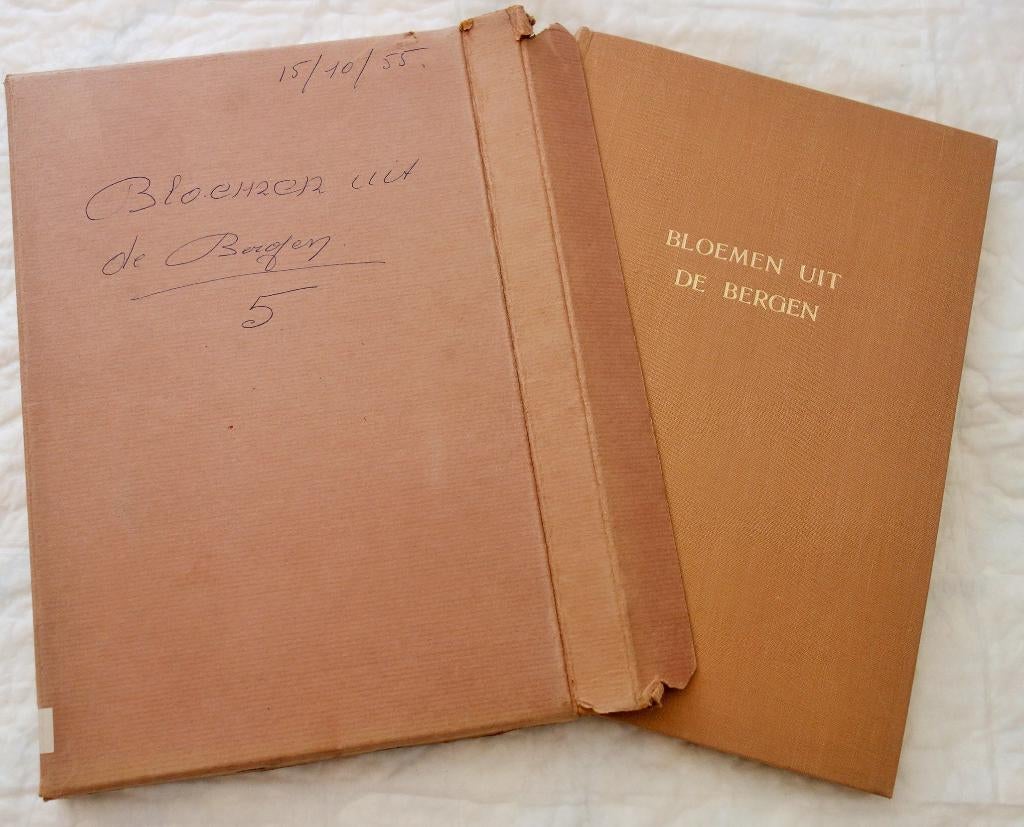 15/10/55.
Bloemen uit
de Bergen.
5
BLOEMEN UIT
DE BERGEN